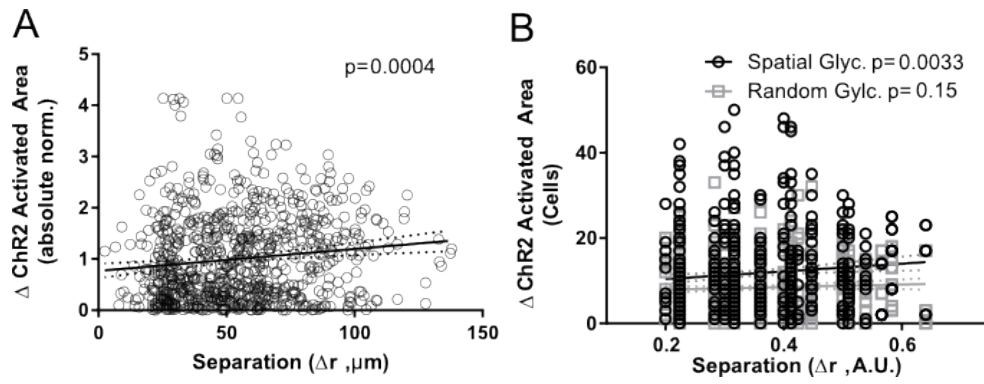 A
Δ ChR2 Activated Area
(absolute norm.)
5
4
3
2
1
0
p=0.0004
0
50
100
150
Separation (Δr ,μm)
B
Δ ChR2 Activated Area
(Cells)
60
40
20
0
Spatial Glyc. p=0.0033
Random Gylc. p=0.15
0.2
0.4
0.6
Separation (Δr ,A.U.)